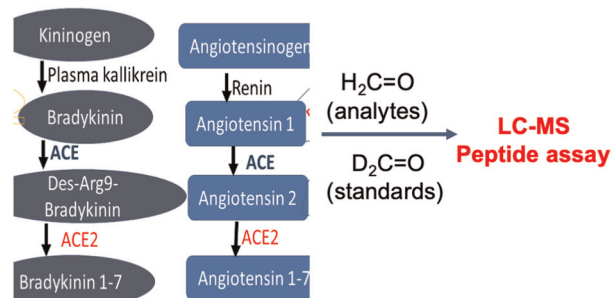 Kininogen
Plasma kallikrein
Bradykinin
ACE
Des-Arg9-
Bradykinin
ACE2
Bradykinin 1-7
Angiotensinogen
Renin
Angiotensin 1
ACE
Angiotensin 2
ACE2
Angiotensin 1-7
H₂C=O
(analytes)
D₂C=O
(standards)
LC-MS
Peptide assay